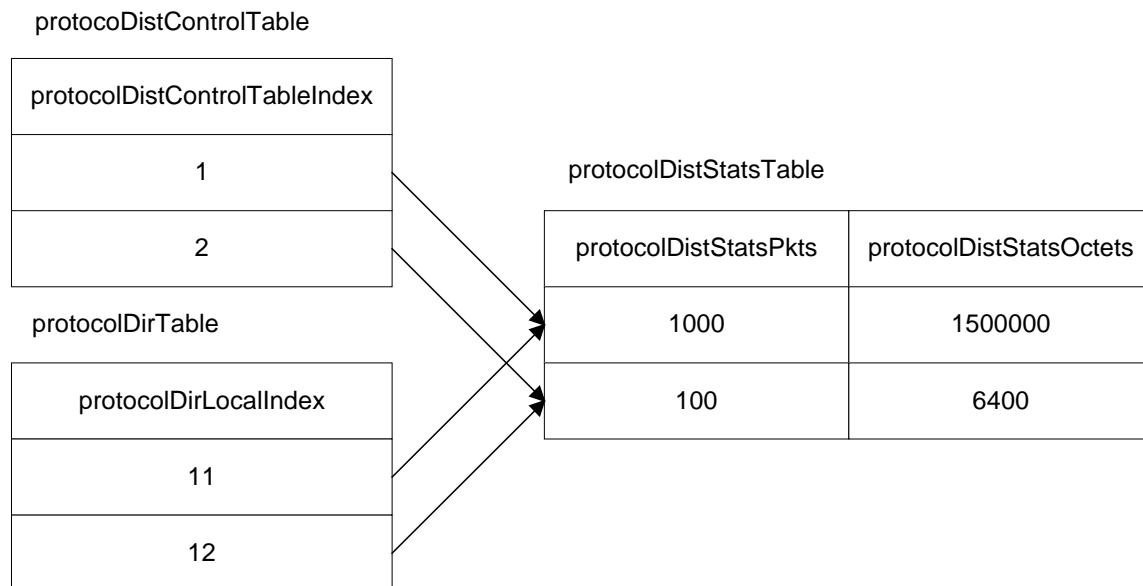 protocoDistControlTable
protocolDistControlTableIndex
1
2
protocolDirTable
protocolDirLocalIndex
11
12
protocolDistStatsTable
protocolDistStatsPkts protocolDistStatsOctets
1000 1500000
100 6400